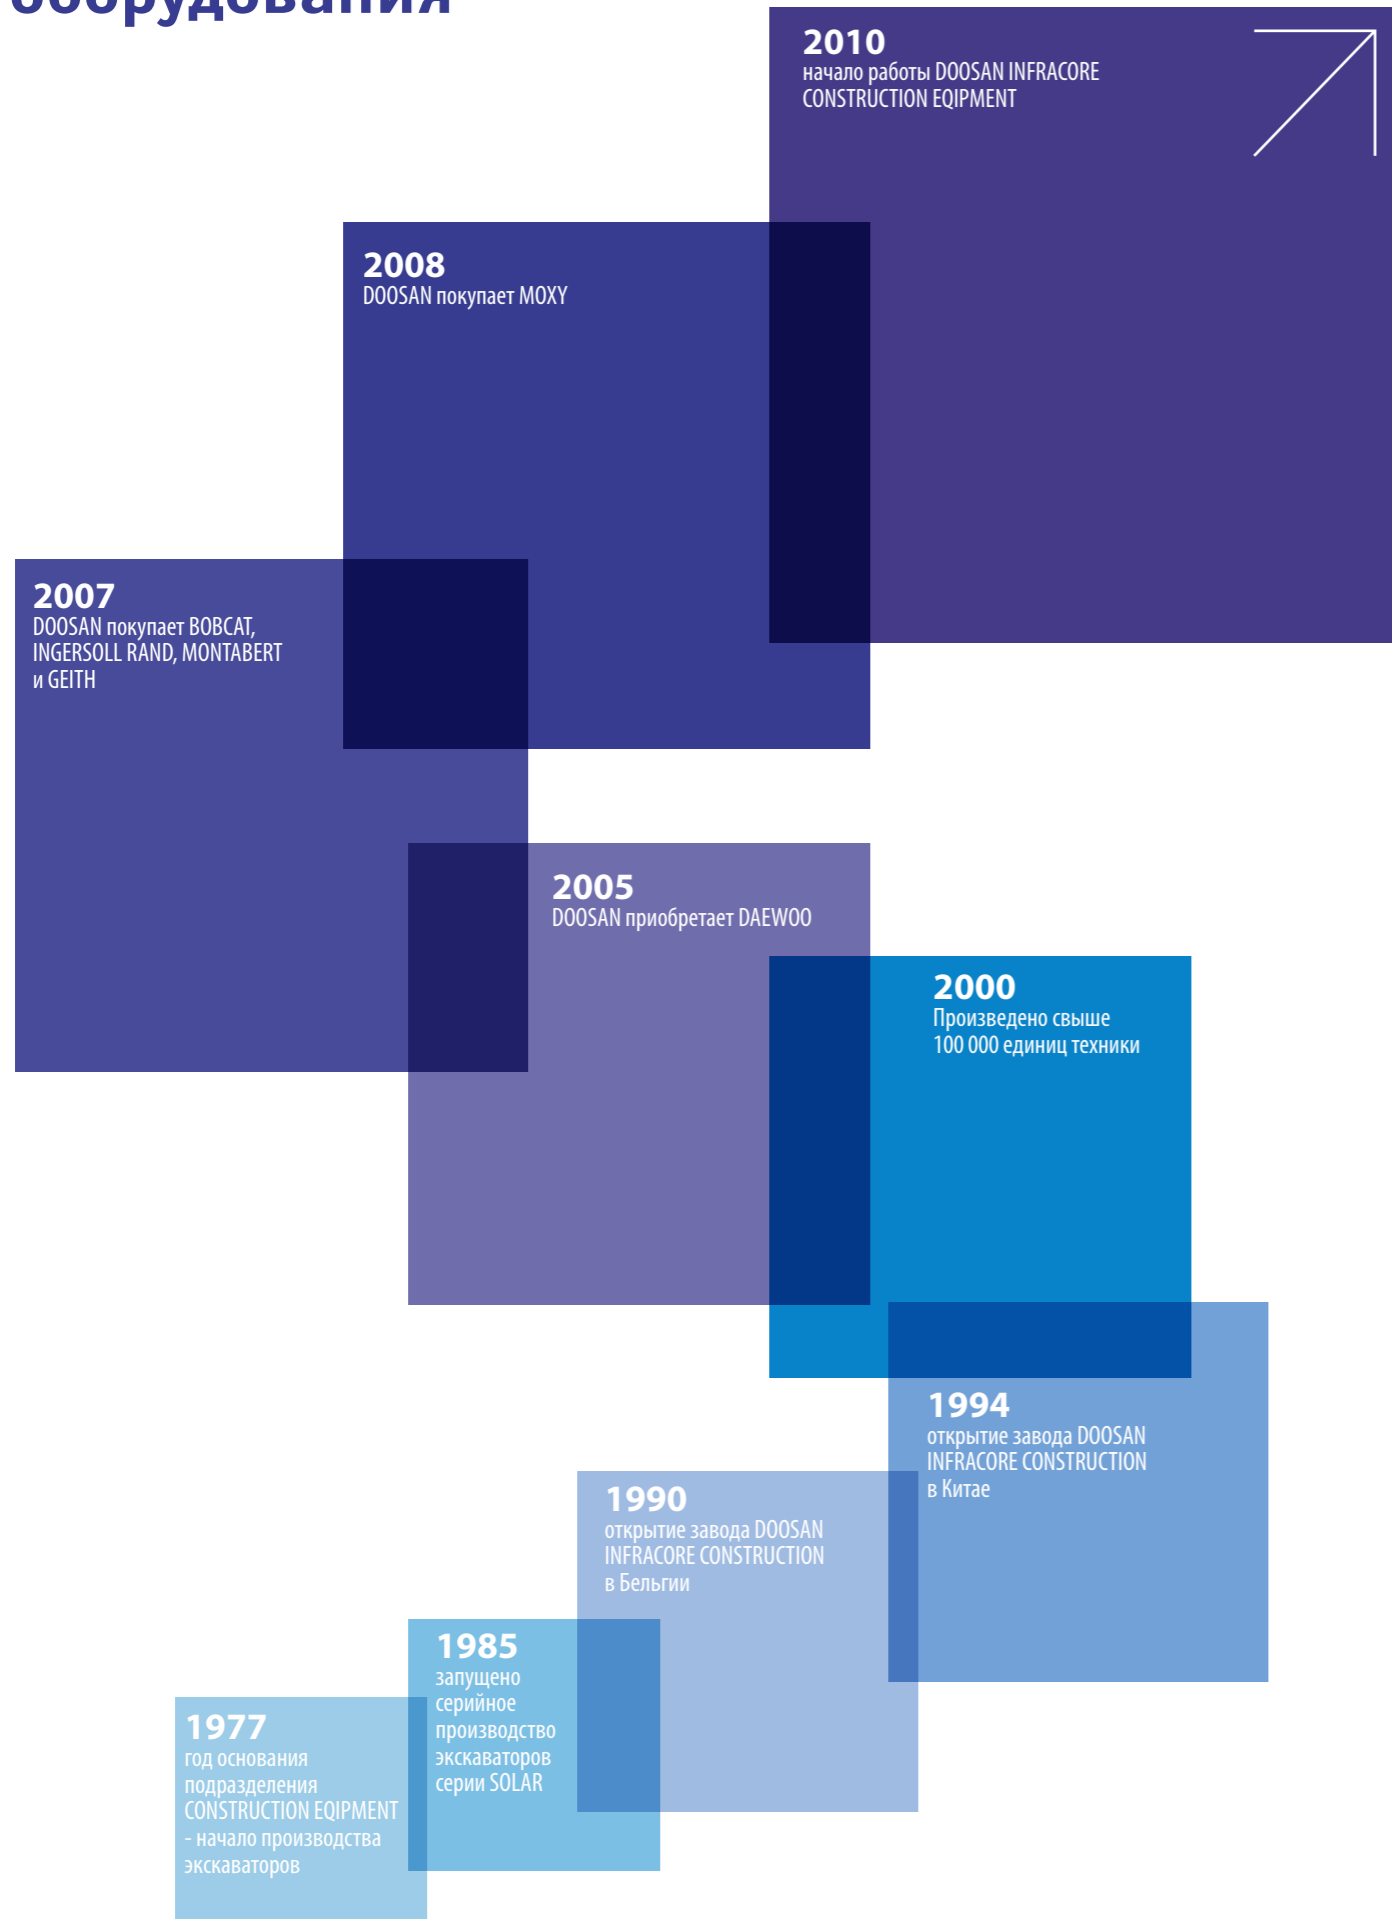 оборудования
2010
начало работы DOOSAN INFRACORE
CONSTRUCTION EQIPMENT
2008
DOOSAN покупает MOXY
2007
DOOSAN покупает BOBCAT,
INGERSOLL RAND, MONTABERT
и GEITH
2005
DOOSAN приобретает DAEWOO
2000
Произведено свыше
100 000 единиц техники
1994
открытие завода DOOSAN
INFRACORE CONSTRUCTION
в Китае
1990
открытие завода DOOSAN
INFRACORE CONSTRUCTION
в Бельгии
1985
запущено
серийное
производство
экскаваторов
серии SOLAR
1977
год основания
подразделения
CONSTRUCTION EQIPMENT
- начало производства
экскаваторов